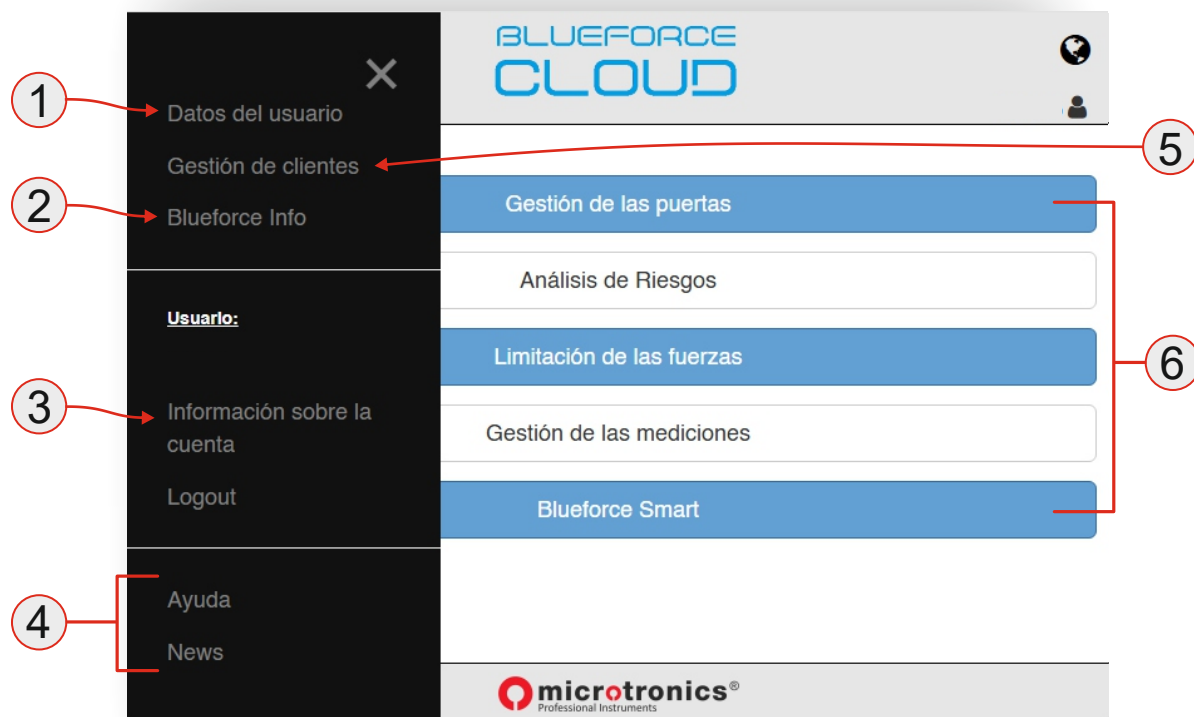 BLUEFORCE
CLOUD
1
Datos del usuario
5
Gestión de clientes
2
Blueforce Info
Gestión de las puertas
Análisis de Riesgos
Usuario:
Limitación de las fuerzas
6
3
Información sobre la
cuenta
Gestión de las mediciones
Logout
Blueforce Smart
4
Ayuda
News
microtronics®
Professional Instruments